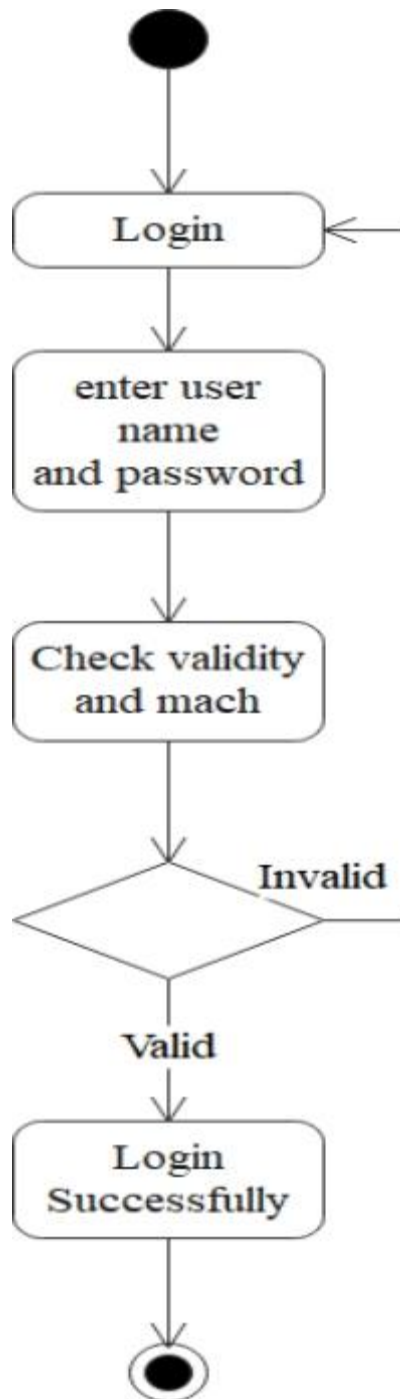 Login
enter user
name
and password
Check validity
and mach
Invalid
Valid
Login
Successfully